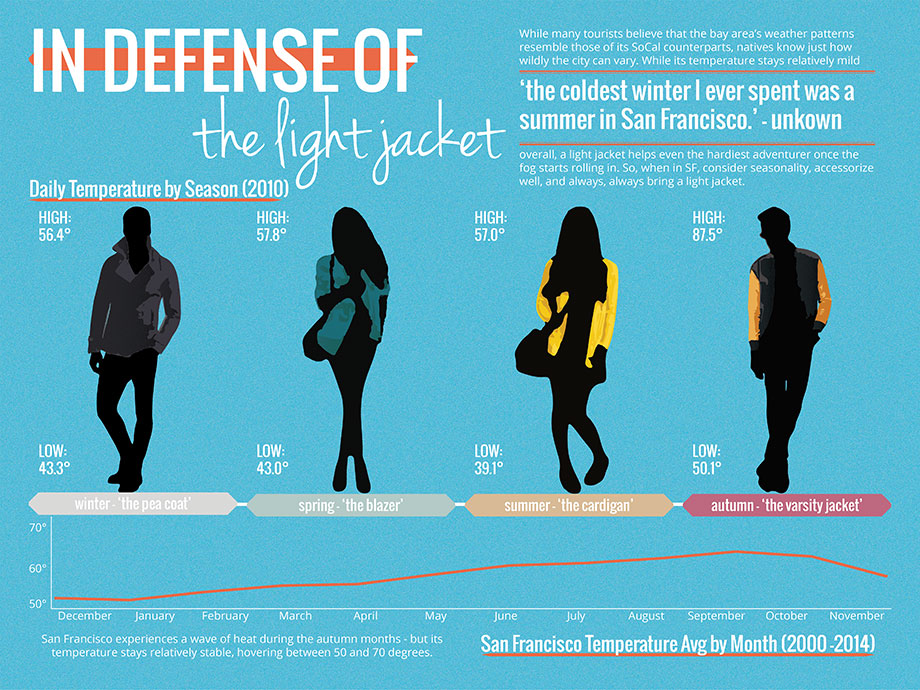 IN DEFENSE OF
the light jacket
While many tourists believe that the bay area's weather patterns
resemble those of its SoCal counterparts, natives know just how
wildly the city can vary. While its temperature stays relatively mild
'the coldest winter I ever spent was a
summer in San Francisco.' - unkown
overall, a light jacket helps even the hardiest adventurer once the
fog starts rolling in. So, when in SF, consider seasonality, accessorize
well, and always, always bring a light jacket.
Daily Temperature by Season (2010)
HIGH:
56.4°
HIGH:
57.8°
HIGH:
57.0°
HIGH:
87.5°
LOW:
43.3°
LOW:
43.0°
LOW:
39.1°
LOW:
50.1°
winter - 'the pea coat'
spring - 'the blazer'
summer - 'the cardigan'
autumn - 'the varsity jacket'
70°
60°
50°
December January February March April May June July August September October November
San Francisco experiences a wave of heat during the autumn months - but its
temperature stays relatively stable, hovering between 50 and 70 degrees.
San Francisco Temperature Avg by Month (2000 -2014)